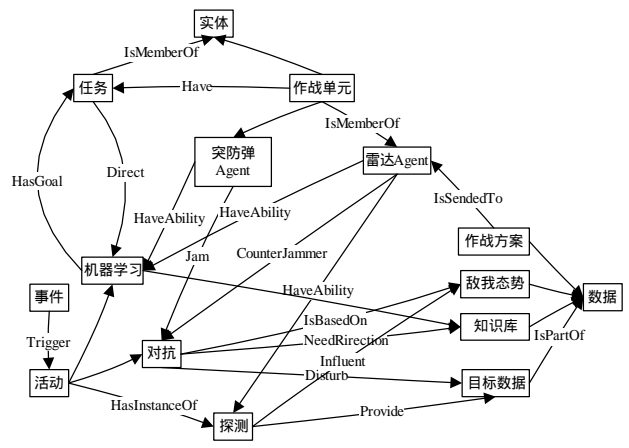 实体
IsMemberOf
任务
Have
作战单元
IsMemberOf
突防弹
Agent
雷达Agent
HasGoal
Direct
IsSendedTo
HaveAbility
HaveAbility
作战方案
Jam
CounterJammer
机器学习
敌我态势
事件
HaveAbility
数据
IsBasedOn
知识库
Trigger
NeedRirection
IsPartOf
对抗
Influent
Disturb
活动
目标数据
HasInstanceOf
Provide
探测